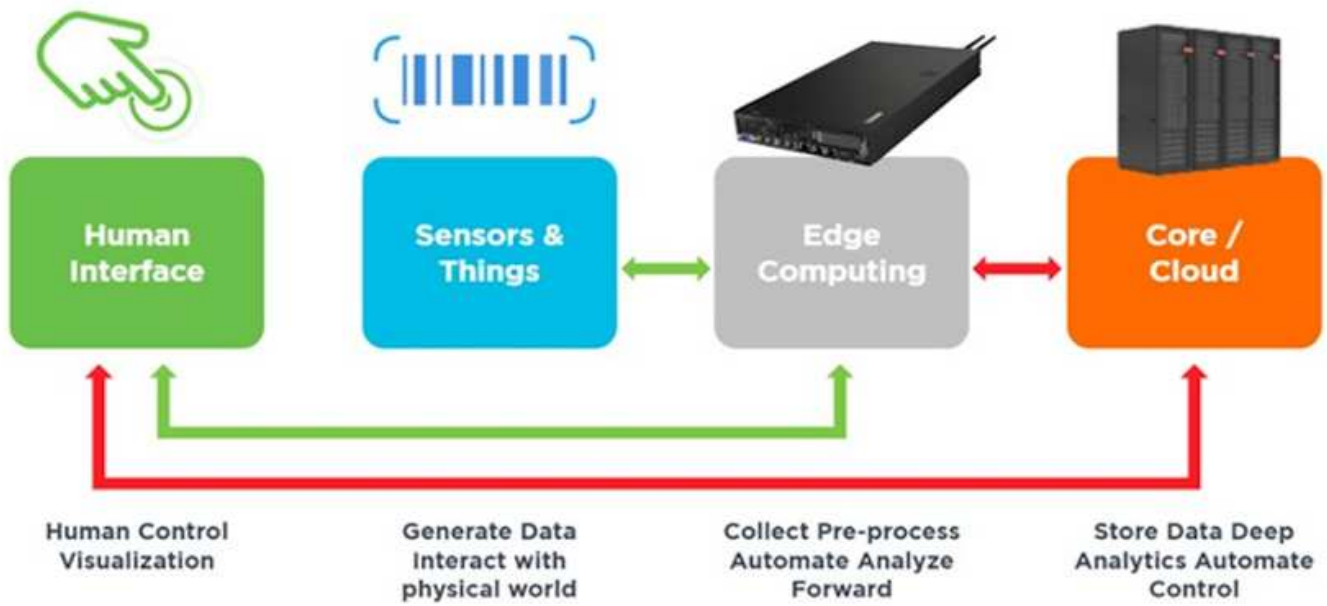 Human
Interface
Sensors &
Things
Edge
Computing
Core /
Cloud
Human Control
Visualization
Generate Data
Interact with
physical world
Collect Pre-process
Automate Analyze
Forward
Store Data Deep
Analytics Automate
Control